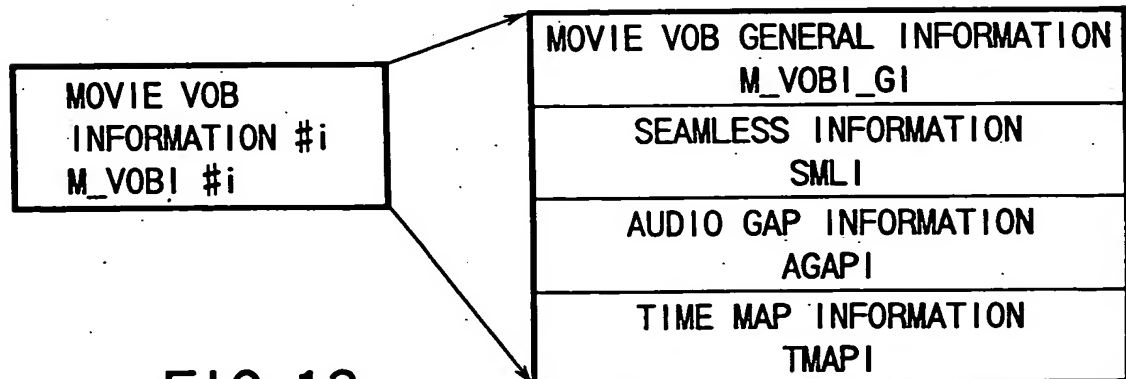 MOVIE VOB
INFORMATION #i
M_VOBI #i
MOVIE VOB GENERAL INFORMATION
M_VOBI_GI
SEAMLESS INFORMATION
SMLI
AUDIO GAP INFORMATION
AGAPI
TIME MAP INFORMATION
TMAPI